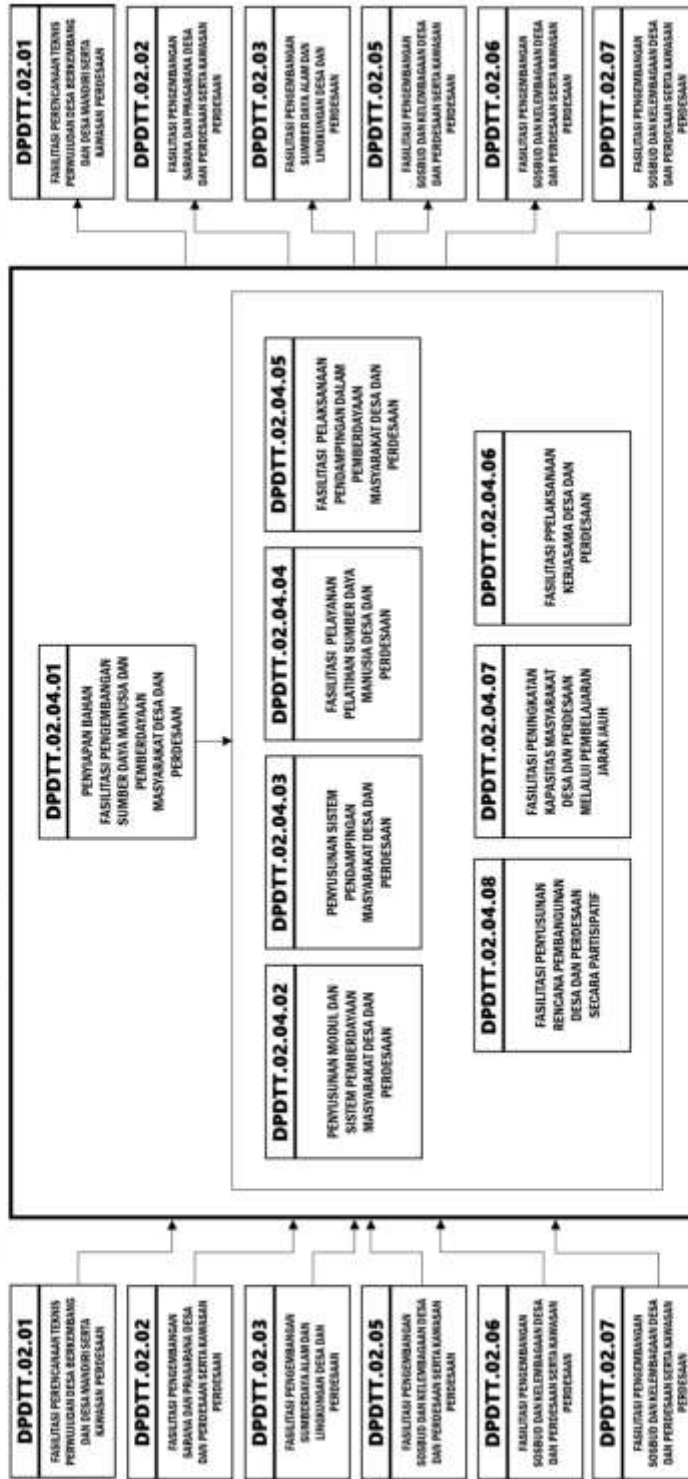 DPDTT.02.01
FASILITASI PERENCANAAN TEKNIS
PERWUJUDAN DESA BERKEMBANG
DAN DESA MANDIRI SERTA
KAWASAN PERDESAAN
DPDTT.02.02
FASILITASI PENGEMBANGAN
SARANA DAN PRASARANA DESA
DAN PERDESAAN SERTA KAWASAN
PERDESAAN
DPDTT.02.03
FASILITASI PENGEMBANGAN
SUMBERDAYA ALAM DAN
LINGKUNGAN DESA DAN
PERDESAAN
DPDTT.02.05
FASILITASI PENGEMBANGAN
SOSBUD DAN KELEMBAGAAN DESA
DAN PERDESAAN SERTA KAWASAN
PERDESAAN
DPDTT.02.06
FASILITASI PENGEMBANGAN
SOSBUD DAN KELEMBAGAAN DESA
DAN PERDESAAN SERTA KAWASAN
PERDESAAN
DPDTT.02.07
FASILITASI PENGEMBANGAN
SOSBUD DAN KELEMBAGAAN DESA
DAN PERDESAAN SERTA KAWASAN
PERDESAAN
DPDTT.02.04.01
PENYIAPAN BAHAN
FASILITASI PENGEMBANGAN
SUMBER DAYA MANUSIA DAN
PEMBERDAYAAN
MASYARAKAT DESA DAN
PERDESAAN
DPDTT.02.04.02
PENYUSUNAN MODUL DAN
SISTEM PEMBERDAYAAN
MASYARAKAT DESA DAN
PERDESAAN
DPDTT.02.04.03
PENYUSUNAN SISTEM
PENDAMPINGAN
MASYARAKAT DESA DAN
PERDESAAN
DPDTT.02.04.04
FASILITASI PELAYANAN
PELATIHAN SUMBER DAYA
MANUSIA DESA DAN
PERDESAAN
DPDTT.02.04.05
FASILITASI PELAKSANAAN
PENDAMPINGAN DALAM
PEMBERDAYAAN
MASYARAKAT DESA DAN
PERDESAAN
DPDTT.02.04.08
FASILITASI PENYUSUNAN
RENCANA PEMBANGUNAN
DESA DAN PERDESAAN
SECARA PARTISIPATIF
DPDTT.02.04.07
FASILITASI PENINGKATAN
KAPASITAS MASYARAKAT
DESA DAN PERDESAAN
MELALUI PEMBELAJARAN
JARAK JAUH
DPDTT.02.04.06
FASILITASI PPELAKSANAAN
KERJASAMA DESA DAN
PERDESAAN
DPDTT.02.01
FASILITASI PERENCANAAN TEKNIS
PERWUJUDAN DESA BERKEMBANG
DAN DESA MANDIRI SERTA
KAWASAN PERDESAAN
DPDTT.02.02
FASILITASI PENGEMBANGAN
SARANA DAN PRASARANA DESA
DAN PERDESAAN SERTA KAWASAN
PERDESAAN
DPDTT.02.03
FASILITASI PENGEMBANGAN
SUMBER DAYA ALAM DAN
LINGKUNGAN DESA DAN
PERDESAAN
DPDTT.02.05
FASILITASI PENGEMBANGAN
SOSBUD DAN KELEMBAGAAN DESA
DAN PERDESAAN SERTA KAWASAN
PERDESAAN
DPDTT.02.06
FASILITASI PENGEMBANGAN
SOSBUD DAN KELEMBAGAAN DESA
DAN PERDESAAN SERTA KAWASAN
PERDESAAN
DPDTT.02.07
FASILITASI PENGEMBANGAN
SOSBUD DAN KELEMBAGAAN DESA
DAN PERDESAAN SERTA KAWASAN
PERDESAAN